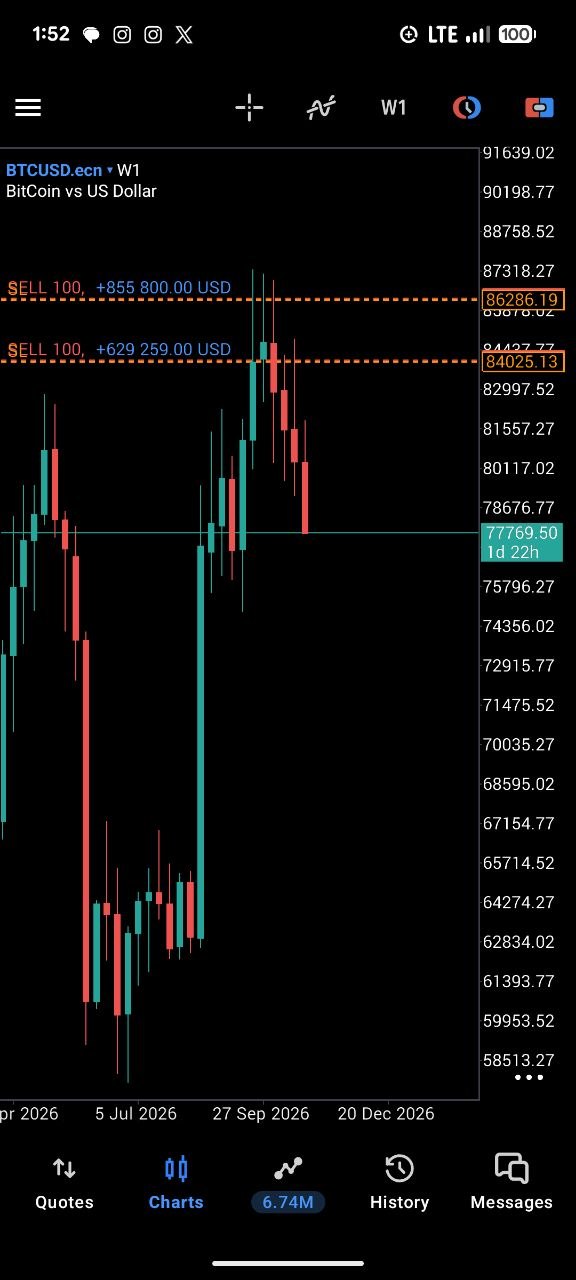 1:52
LTE
100
W1
BTCUSD.ecn ▾ W1
BitCoin vs US Dollar
91639.02
90198.77
88758.52
87318.27
SELL 100, +855 800.00 USD
86286.19
85878.02
SELL 100, +629 259.00 USD
84437.77
84025.13
82997.52
81557.27
80117.02
78676.77
77769.50
1d 22h
75796.27
74356.02
72915.77
71475.52
70035.27
68595.02
67154.77
65714.52
64274.27
62834.02
61393.77
59953.52
58513.27
pr 2026
5 Jul 2026
27 Sep 2026
20 Dec 2026
Quotes
Charts
6.74M
History
Messages